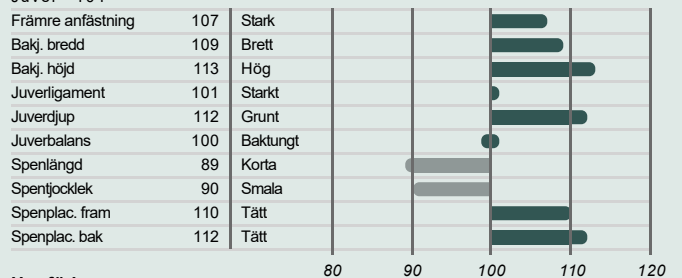 Främre anfästning 107 Stark
Bakj. bredd 109 Brett
Bakj. höjd 113 Hög
Juverligament 101 Starkt
Juverdjup 112 Grunt
Juverbalans 100 Baktungt
Spenlängd 89 Korta
Spentjocklek 90 Smala
Spenplac. fram 110 Tätt
Spenplac. bak 112 Tätt
80 90 100 110 120